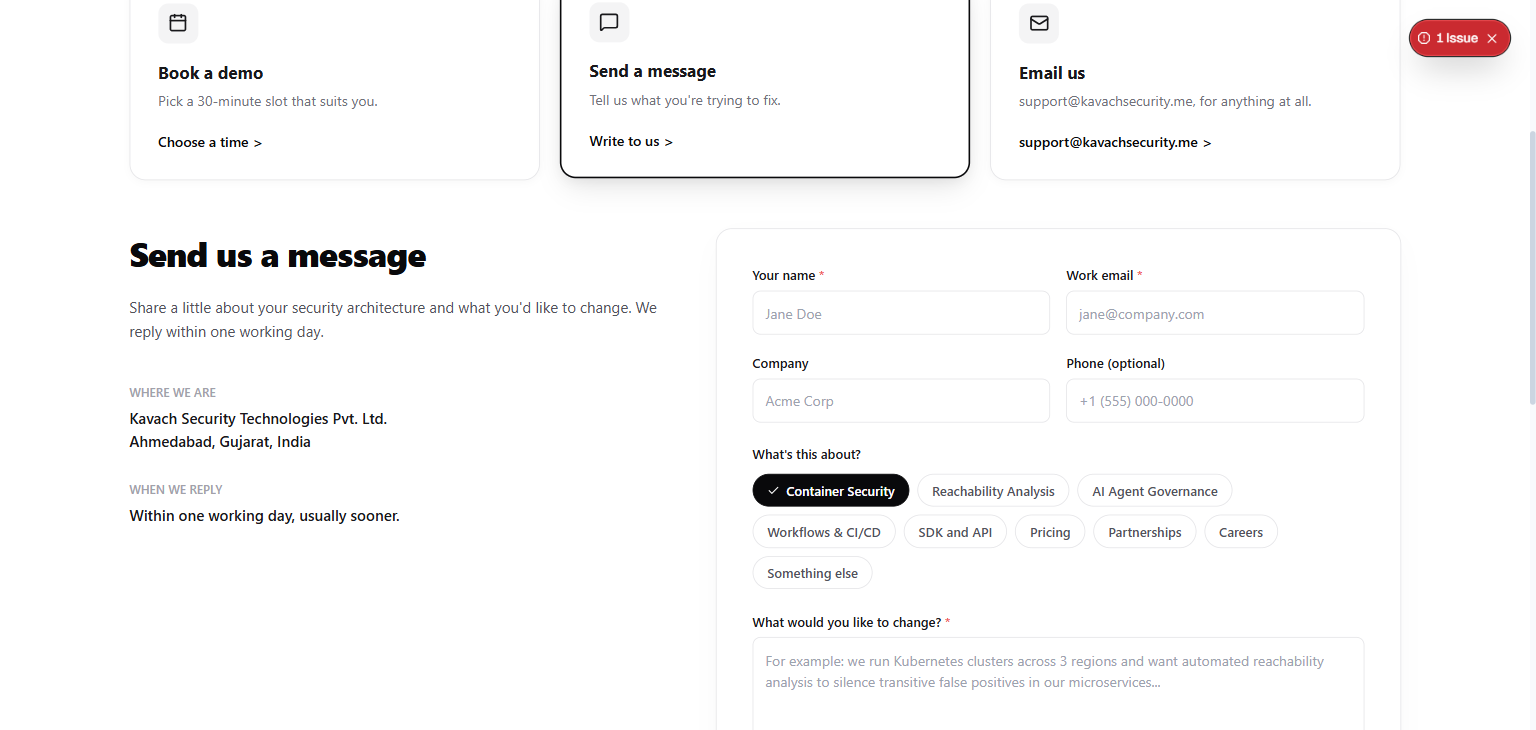 1 Issue
Book a demo
Pick a 30-minute slot that suits you.
Choose a time >
Send a message
Tell us what you're trying to fix.
Write to us >
Email us
support@kavachsecurity.me, for anything at all.
support@kavachsecurity.me >
Send us a message
Share a little about your security architecture and what you'd like to change. We
reply within one working day.
WHERE WE ARE
Kavach Security Technologies Pvt. Ltd.
Ahmedabad, Gujarat, India
WHEN WE REPLY
Within one working day, usually sooner.
Your name *
Jane Doe
Work email *
jane@company.com
Company
Acme Corp
Phone (optional)
+1 (555) 000-0000
What's this about?
Container Security
Reachability Analysis
AI Agent Governance
Workflows & CI/CD
SDK and API
Pricing
Partnerships
Careers
Something else
What would you like to change? *
For example: we run Kubernetes clusters across 3 regions and want automated reachability
analysis to silence transitive false positives in our microservices...